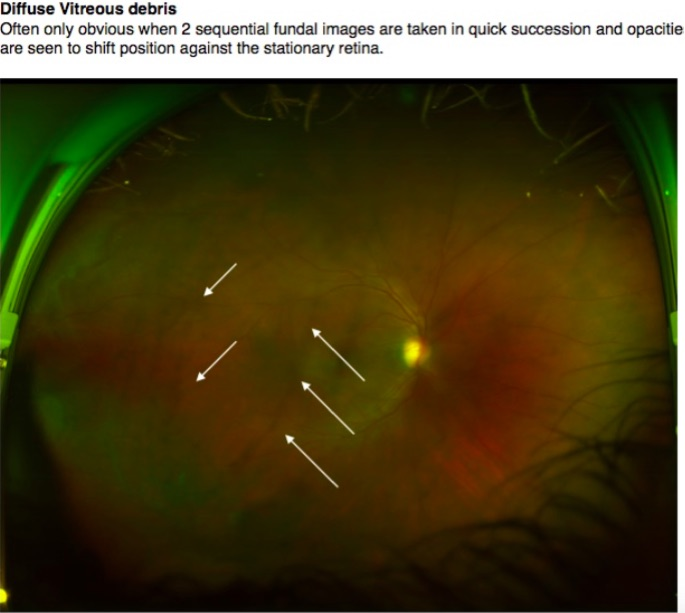 Diffuse Vitreous debris
Often only obvious when 2 sequential fundal images are taken in quick succession and opacitie
are seen to shift position against the stationary retina.